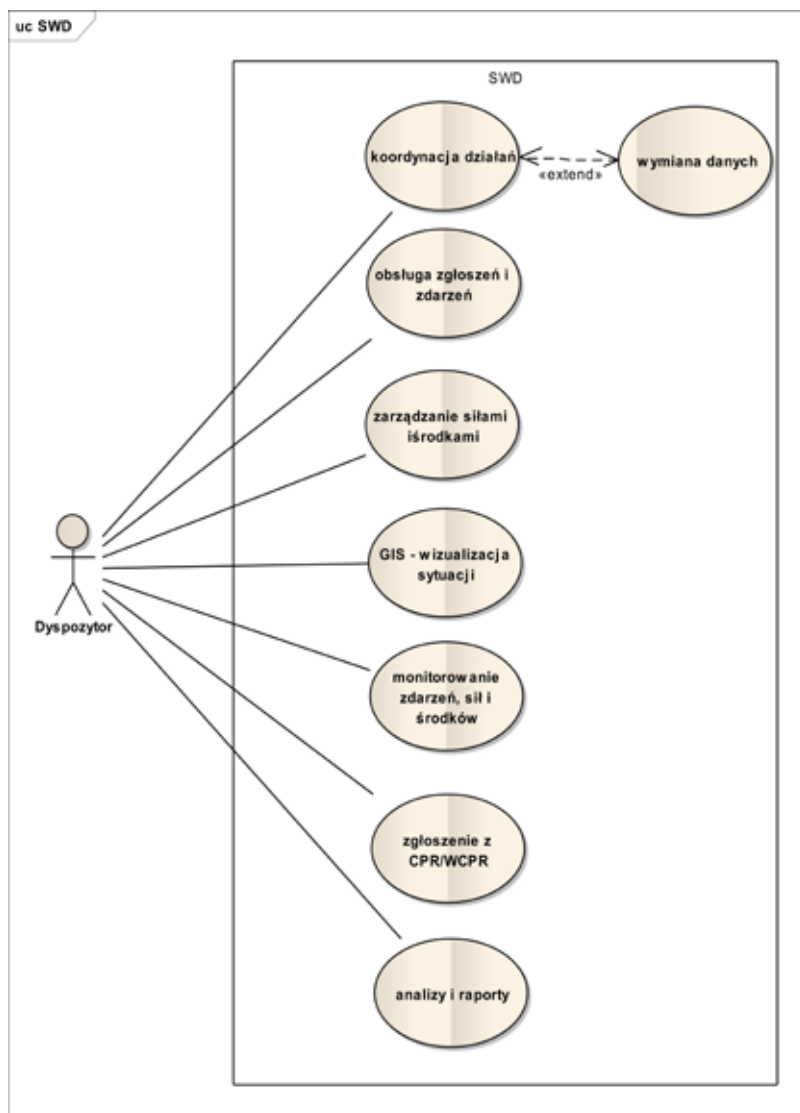 uc SWD
SWD
koordynacja działań
«extend»
wymiana danych
obsługa zgłoszeń i
zdarzeń
zarządzanie siłami
iśrodkami
GIS - wizualizacja
sytuacji
Dyspozytor
monitorowanie
zdarzeń, sił i
środków
zgłoszenie z
CPR/WCPR
analizy i raporty